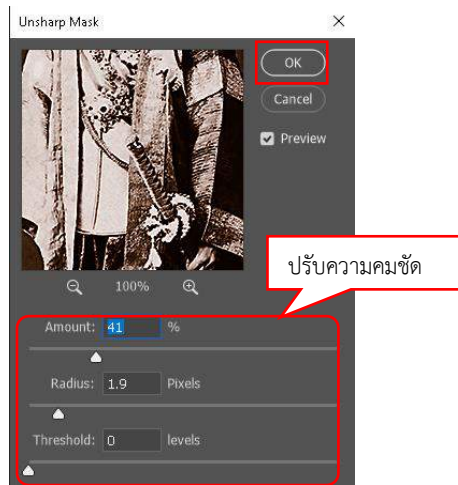 Unsharp Mask
OK
Cancel
Preview
ปรับความคมชัด
100%
Amount: 41 %
Radius: 1.9 Pixels
Threshold: 0 levels